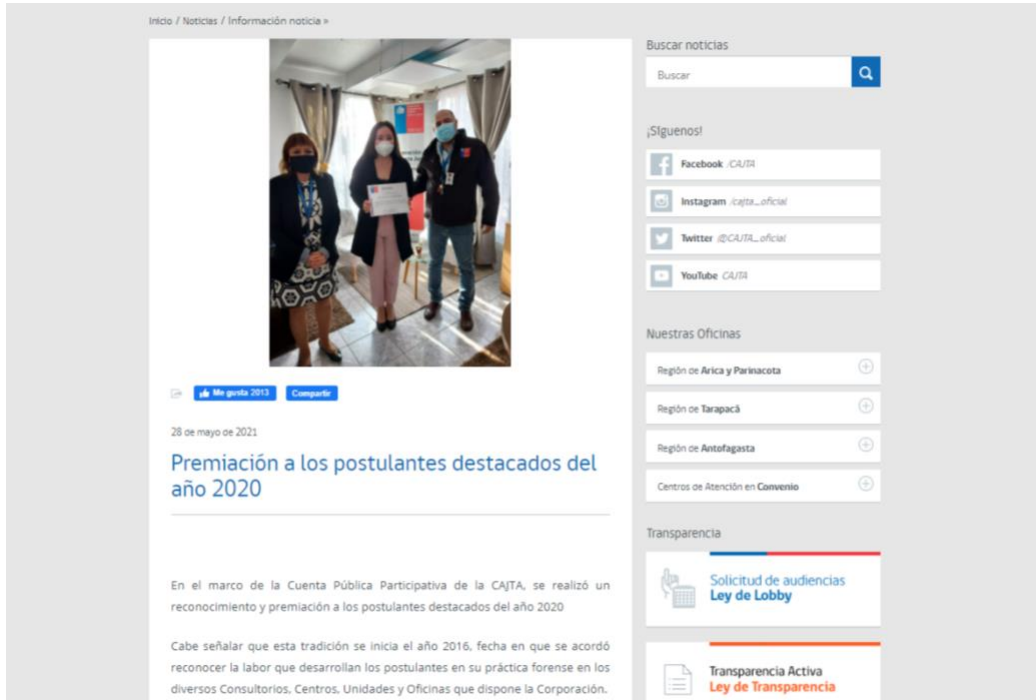 Inicio / Noticias / Información noticia »
Me gusta 2013
Compartir
28 de mayo de 2021
Premiación a los postulantes destacados del
año 2020
En el marco de la Cuenta Pública Participativa de la CAJTA, se realizó un
reconocimiento y premiación a los postulantes destacados del año 2020
Cabe señalar que esta tradición se inicia el año 2016, fecha en que se acordó
reconocer la labor que desarrollan los postulantes en su práctica forense en los
diversos Consultorios, Centros, Unidades y Oficinas que dispone la Corporación.
Buscar noticias
Buscar
¡Síguenos!
Facebook /CAJTA
Instagram /cajta_oficial
Twitter /@CAJTA_oficial
YouTube CAJTA
Nuestras Oficinas
Región de Arica y Parinacota
Región de Tarapacá
Región de Antofagasta
Centros de Atención en Convenio
Transparencia
Solicitud de audiencias
Ley de Lobby
Transparencia Activa
Ley de Transparencia